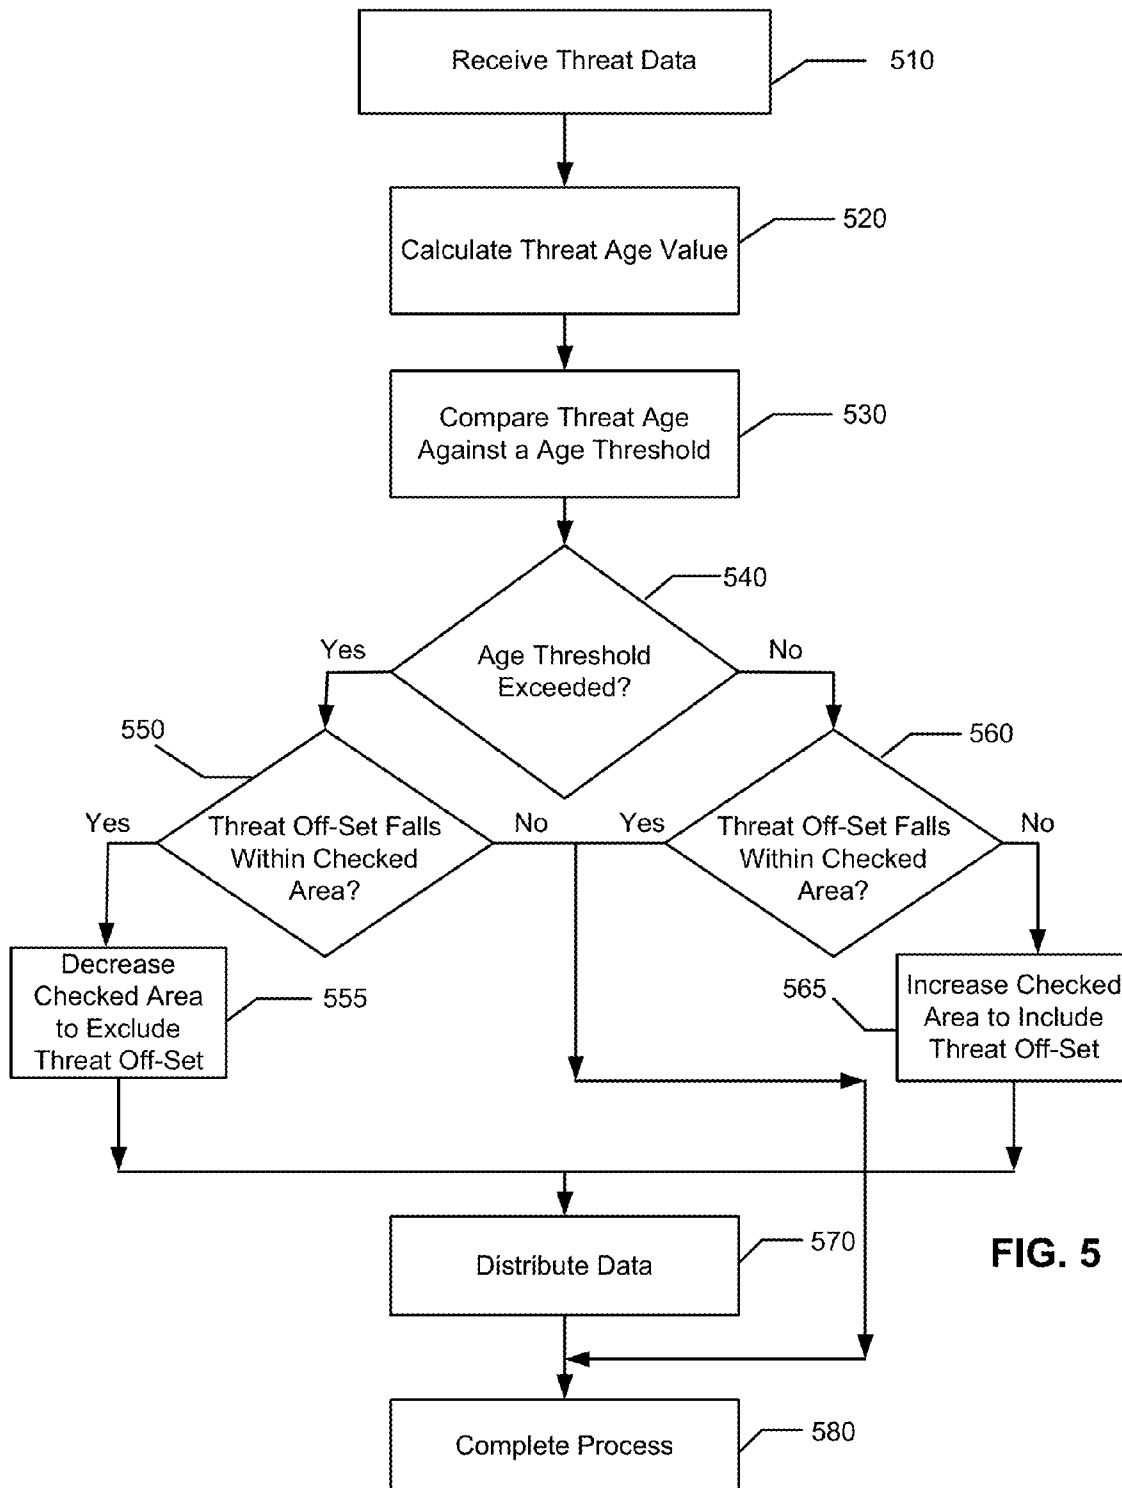 Receive Threat Data
510
Calculate Threat Age Value
520
Compare Threat Age
Against a Age Threshold
530
Age Threshold
Exceeded?
540
Yes
No
550
Threat Off-Set Falls
Within Checked
Area?
Yes
No
560
Threat Off-Set Falls
Within Checked
Area?
Yes
No
Decrease
Checked Area
to Exclude
Threat Off-Set
555
565
Increase Checked
Area to Include
Threat Off-Set
Distribute Data
570
FIG. 5
Complete Process
580